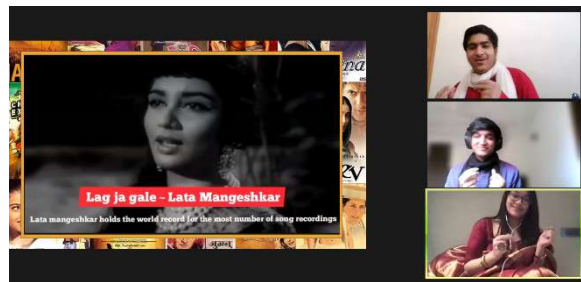 Lag ja gale – Lata Mangeshkar
Lata mangeshkar holds the world record for the most number of song recordings